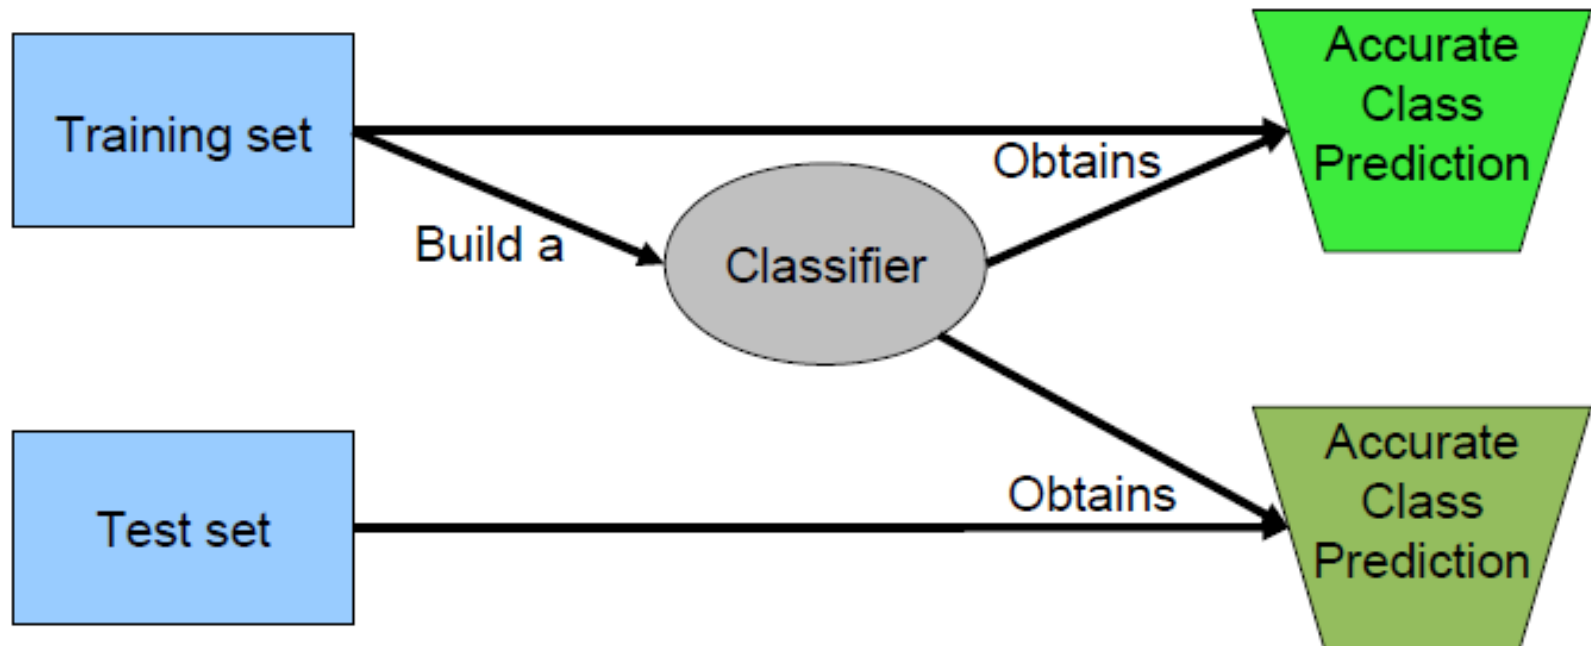 Training set
Build a
Classifier
Obtains
Accurate
Class
Prediction
Test set
Obtains
Accurate
Class
Prediction